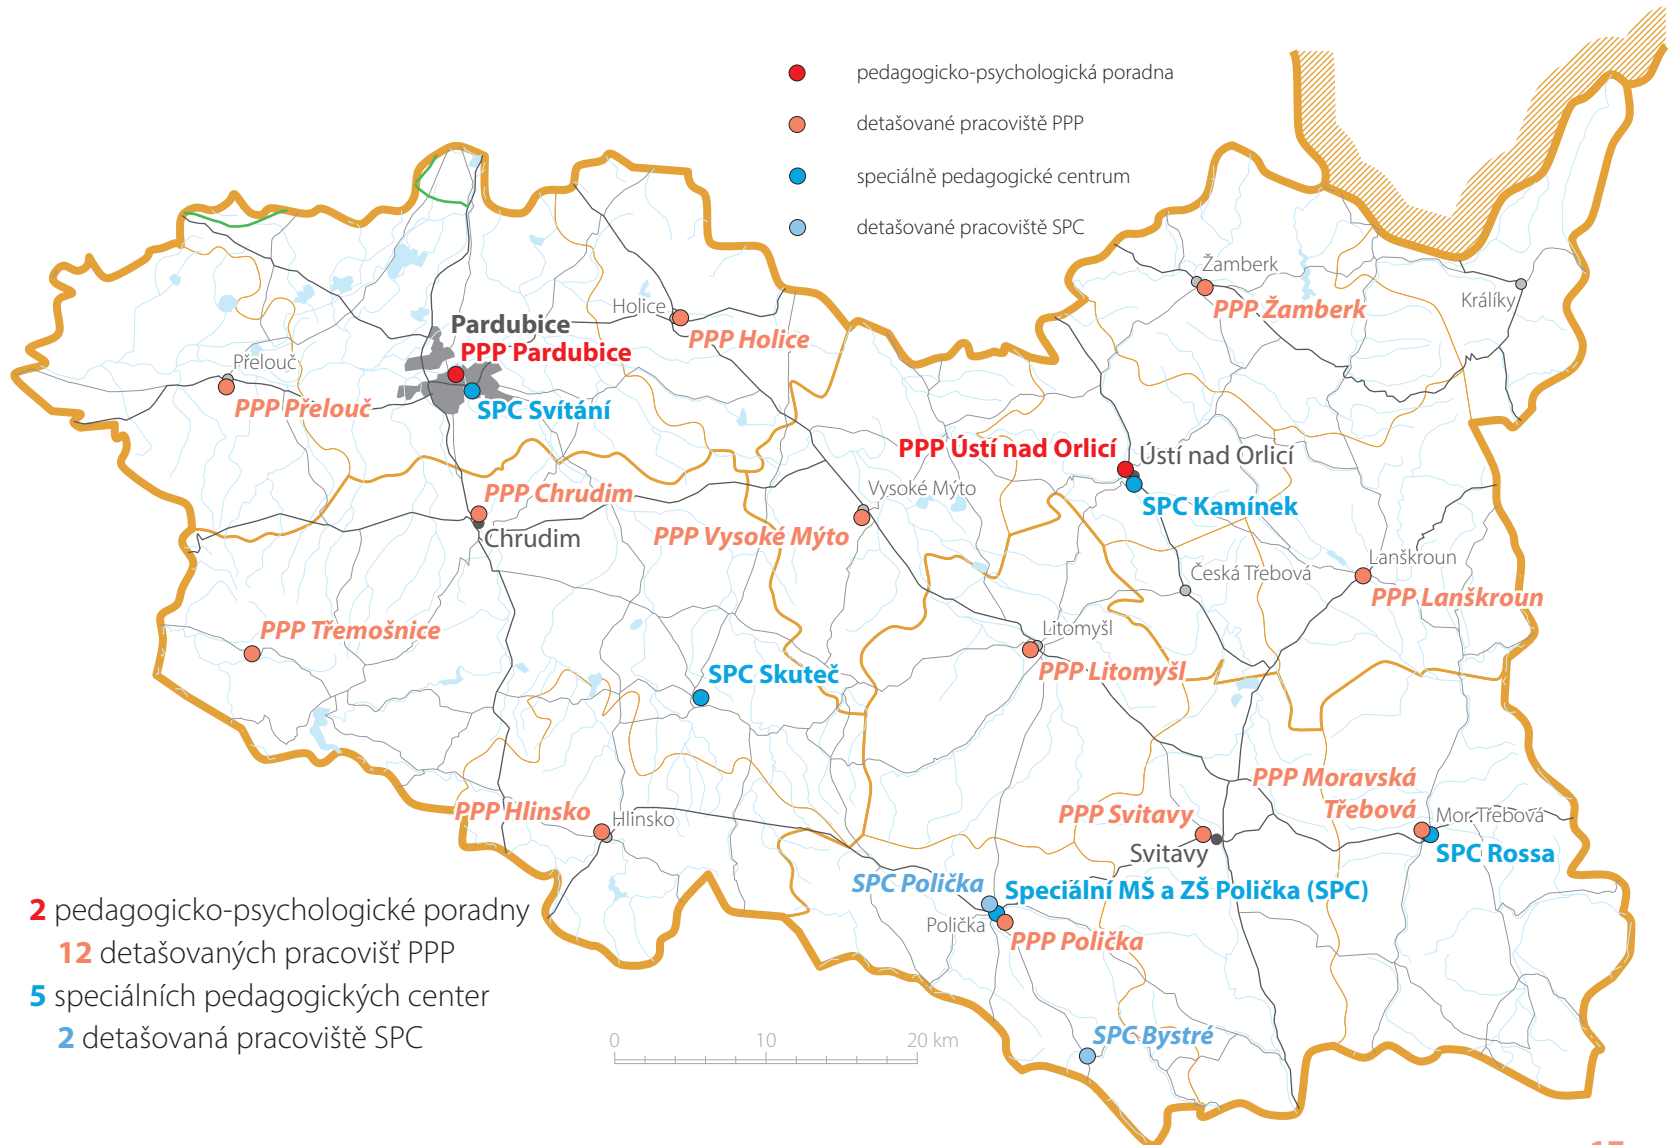 pedagogicko-psychologická poradna
detašované pracoviště PPP
speciálně pedagogické centrum
detašované pracoviště SPC
Žamberk
PPP Žamberk
Králíky
Holice
PPP Holice
Pardubice
PPP Pardubice
SPC Svítání
Přelouč
PPP Přelouč
PPP Ústí nad Orlicí
Ústí nad Orlicí
SPC Kamínek
PPP Chrudim
Chrudim
Vysoké Mýto
PPP Vysoké Mýto
Lanškroun
PPP Lanškroun
Česká Třebová
PPP Třemošnice
Litomyšl
PPP Litomyšl
SPC Skuteč
PPP Moravská
Třebová
Mor. Třebová
SPC Rossa
PPP Hlinsko
Hlinsko
PPP Svitavy
Svitavy
SPC Polička
Speciální MŠ a ZŠ Polička (SPC)
Polička
PPP Polička
SPC Bystré
2 pedagogicko-psychologické poradny
12 detašovaných pracovišť PPP
5 speciálních pedagogických center
2 detašovaná pracoviště SPC
0 10 20 km